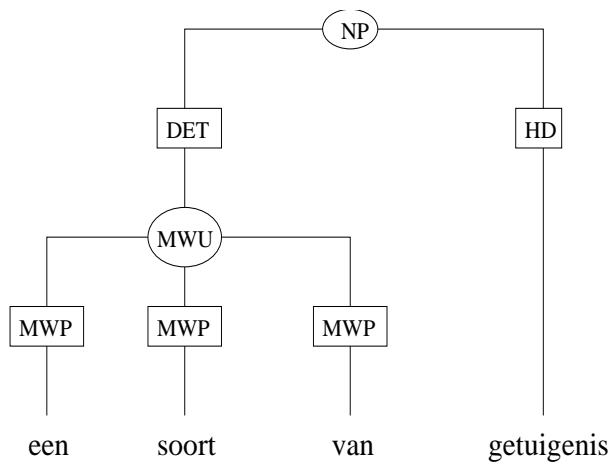 NP
DET HD
MWU
MWP MWP MWP
een soort van getuigenis